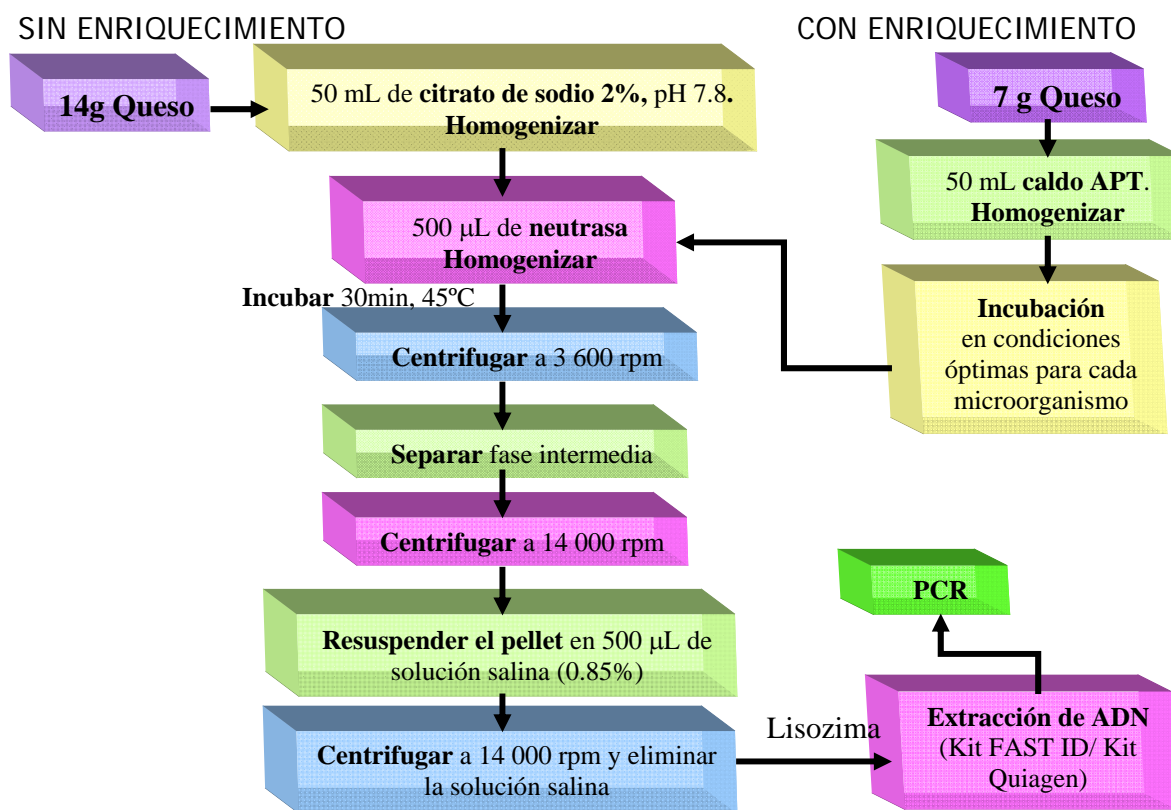 SIN ENRIQUECIMIENTO
14g Queso
50 mL de citrato de sodio 2%, pH 7.8.
Homogenizar
500 μL de neutrasa
Homogenizar
Incubar 30min, 45ºC
Centrifugar a 3 600 rpm
Separar fase intermedia
Centrifugar a 14 000 rpm
Resuspender el pellet en 500 μL de
solución salina (0.85%)
Centrifugar a 14 000 rpm y eliminar
la solución salina
CON ENRIQUECIMIENTO
7 g Queso
50 mL caldo APT.
Homogenizar
Incubación
en condiciones
óptimas para cada
microorganismo
Lisozima
Extracción de ADN
(Kit FAST ID/ Kit
Quiagen)
PCR